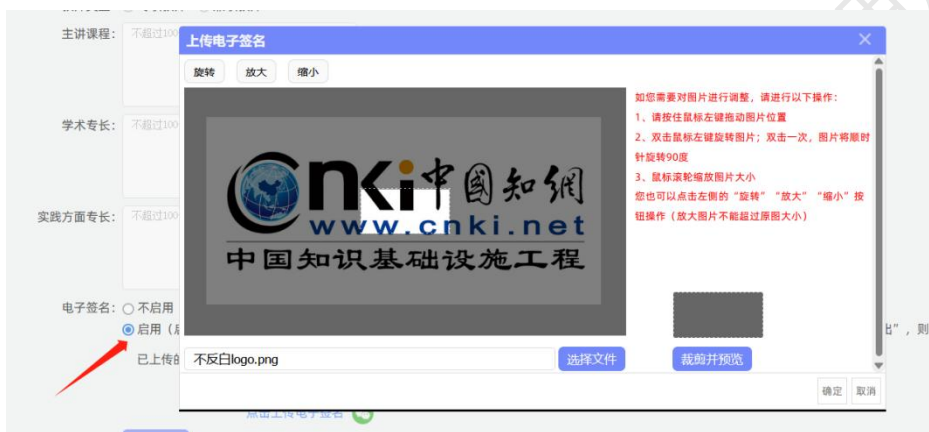 主讲课程：
不超过100
上传电子签名
旋转 放大 缩小
如您需要对图片进行调整，请进行以下操作：
1、请按住鼠标左键拖动图片位置
2、双击鼠标左键旋转图片；双击一次，图片将顺
时针旋转90度
3、鼠标滚轮缩放图片大小
您也可以点击左侧的“旋转”“放大”“缩小”按
钮操作（放大图片不能超过原图大小）
cnki中國知網
www.cnki.net
中国知识基础设施工程
学术专长：
不超过100
实践方面专长：
不超过100
电子签名：
不启用
启用（
出”，则
已上传的
不反白logo.png
选择文件
裁剪并预览
确定 取消
点击上传电子签名